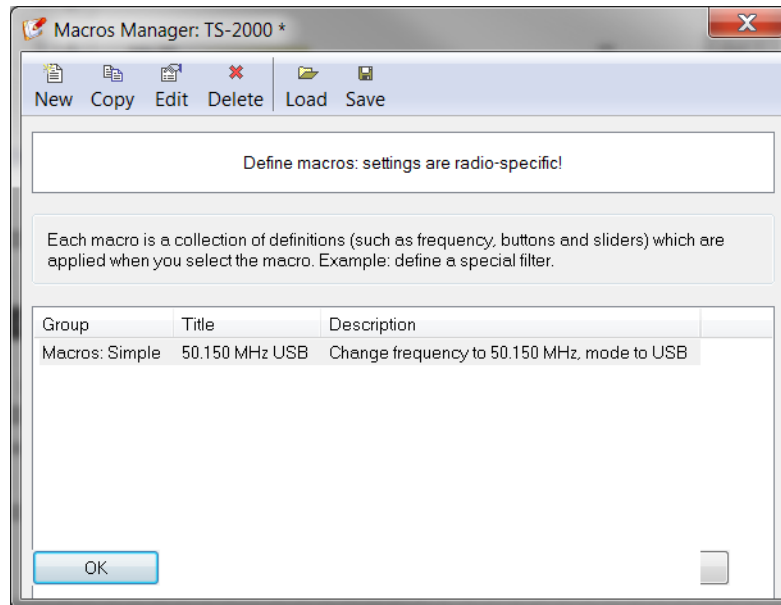 Macros Manager: TS-2000 *
X
New Copy Edit Delete Load Save
Define macros: settings are radio-specific!
Each macro is a collection of definitions (such as frequency, buttons and sliders) which are
applied when you select the macro. Example: define a special filter.
Group Title Description
Macros: Simple 50.150 MHz USB Change frequency to 50.150 MHz, mode to USB
OK